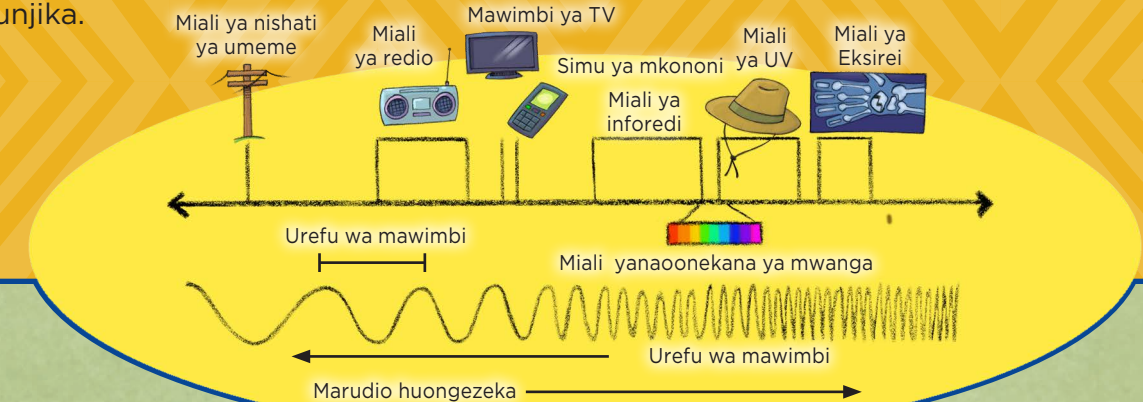 unjika.
Miali ya nishati
ya umeme
Miali
ya redio
Mawimbi ya TV
Simu ya mkononi
Miali ya
inforedi
Miali
ya UV
Miali ya
Eksirei
Urefu wa mawimbi
Miali yanaoonekana ya mwanga
Urefu wa mawimbi
Marudio huongezeka